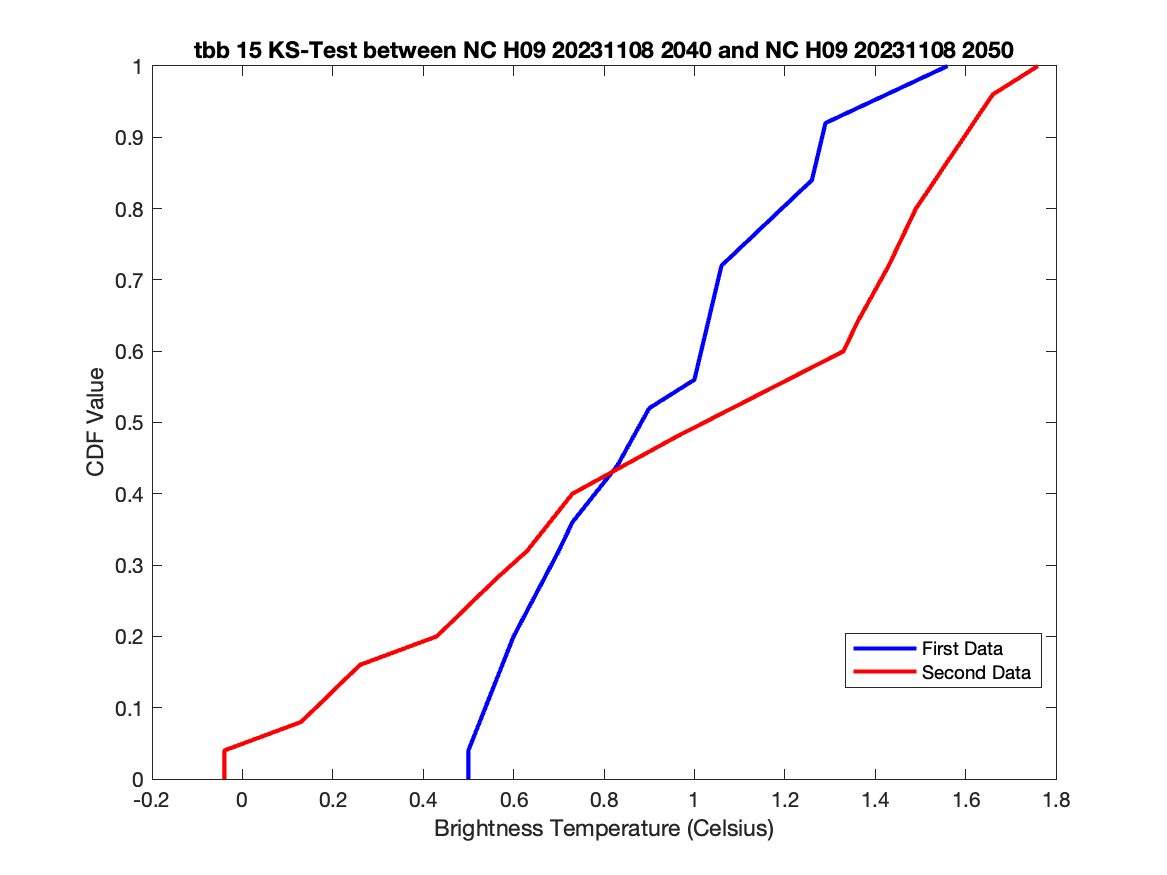 tbb 15 KS-Test between NC H09 20231108 2040 and NC H09 20231108 2050
1
0.9
0.8
0.7
0.6
0.5
0.4
0.3
0.2
0.1
0
CDF Value
First Data
Second Data
-0.2 0 0.2 0.4 0.6 0.8 1 1.2 1.4 1.6 1.8
Brightness Temperature (Celsius)